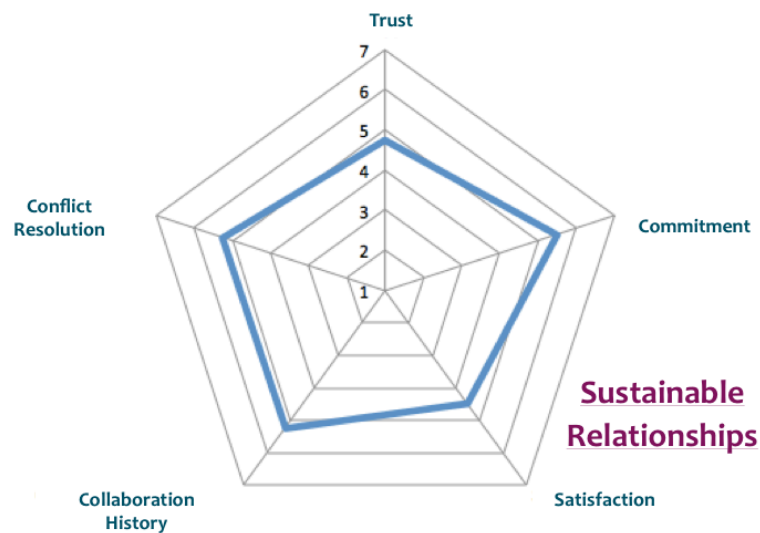 Trust
7
6
5
4
3
2
1
Conflict
Resolution
Commitment
Sustainable
Relationships
Collaboration
History
Satisfaction